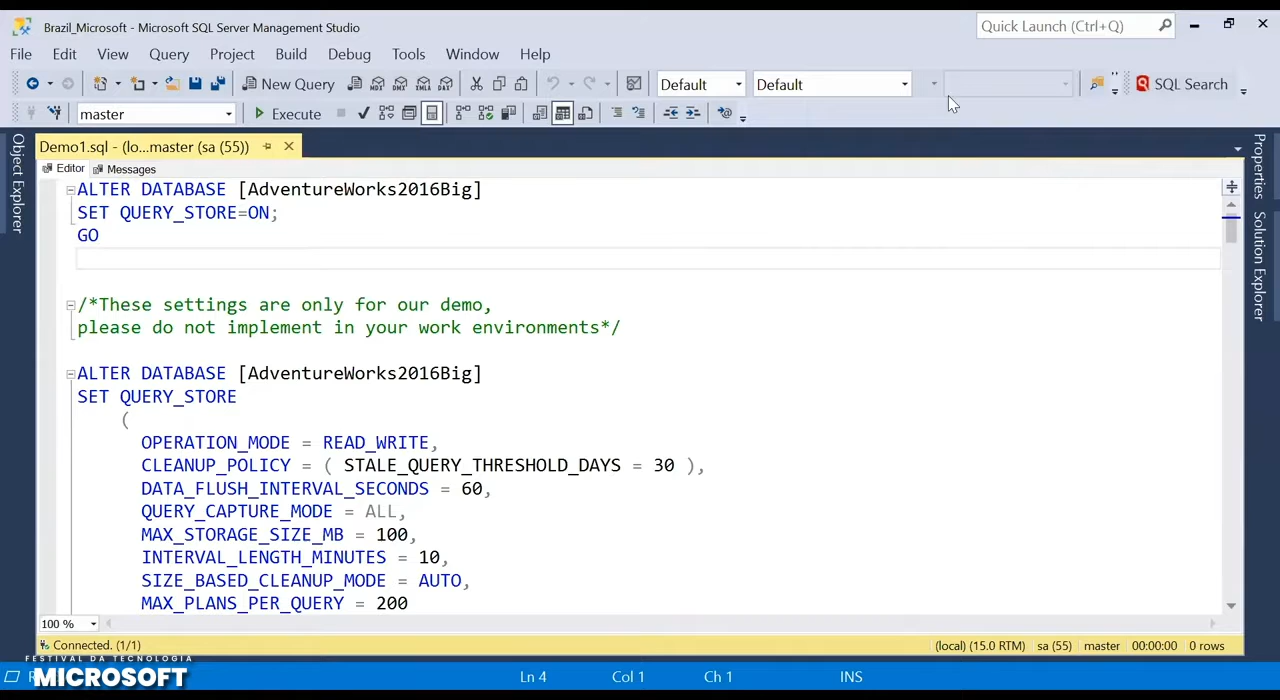 Brazil_Microsoft - Microsoft SQL Server Management Studio
Quick Launch (Ctrl+Q)
File Edit View Query Project Build Debug Tools Window Help
New Query MDX DMX XMLA DAX Default Default SQL Search
master Execute
Object Explorer
Demo1.sql - (lo...master (sa (55))
Editor Messages
ALTER DATABASE [AdventureWorks2016Big]
SET QUERY_STORE=ON;
GO
/*These settings are only for our demo,
please do not implement in your work environments*/
ALTER DATABASE [AdventureWorks2016Big]
SET QUERY_STORE
(
OPERATION_MODE = READ_WRITE,
CLEANUP_POLICY = ( STALE_QUERY_THRESHOLD_DAYS = 30 ),
DATA_FLUSH_INTERVAL_SECONDS = 60,
QUERY_CAPTURE_MODE = ALL,
MAX_STORAGE_SIZE_MB = 100,
INTERVAL_LENGTH_MINUTES = 10,
SIZE_BASED_CLEANUP_MODE = AUTO,
MAX_PLANS_PER_QUERY = 200
Properties
Solution Explorer
100 %
Connected. (1/1) (local) (15.0 RTM) sa (55) master 00:00:00 0 rows
FESTIVAL DA TECNOLOGIA
MICROSOFT
Ln 4 Col 1 Ch 1 INS